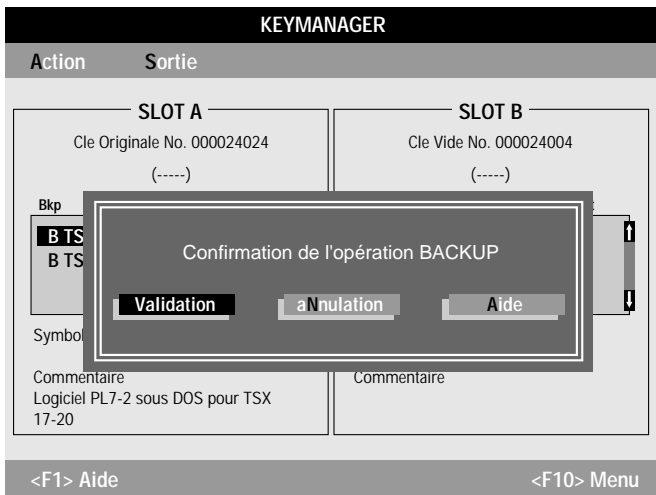 KEYMANAGER
Action Sortie
SLOT A
Cle Originale No. 000024024
(-----)
Bkp
B TS
B TS
Symbol
Commentaire
Logiciel PL7-2 sous DOS pour TSX
17-20
SLOT B
Cle Vide No. 000024004
(-----)
Commentaire
Confirmation de l'opération BACKUP
Validation aNnulation Aide
<F1> Aide <F10> Menu